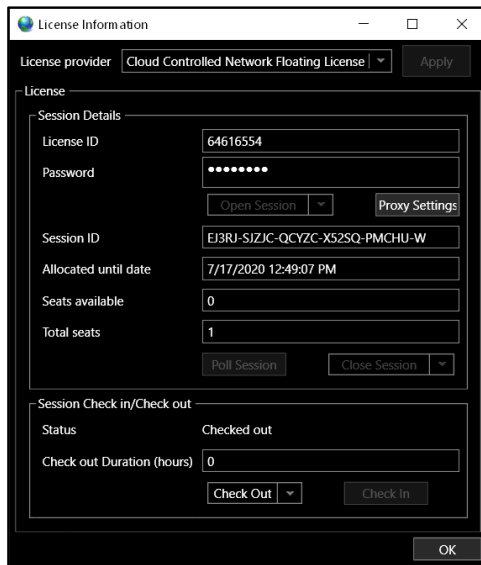 License Information
License provider Cloud Controlled Network Floating License Apply
License
Session Details
License ID 64616554
Password ••••••••
Open Session Proxy Settings
Session ID EJ3RJ-SJZJC-QCYZC-X52SQ-PMCHU-W
Allocated until date 7/17/2020 12:49:07 PM
Seats available 0
Total seats 1
Poll Session Close Session
Session Check in/Check out
Status Checked out
Check out Duration (hours) 0
Check Out Check In
OK